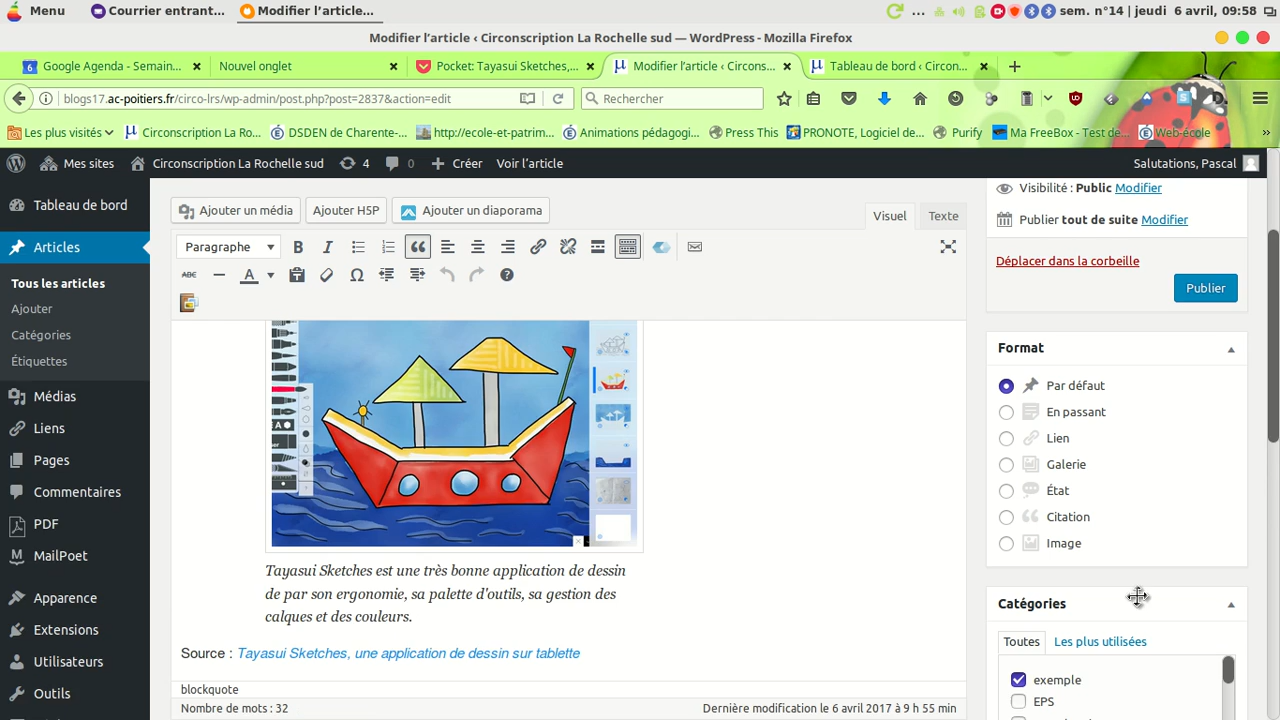 Menu
Courrier entrant...
Modifier l'article...
...
sem. n°14 | jeudi 6 avril, 09:58
Modifier l'article ‹ Circonscription La Rochelle sud — WordPress - Mozilla Firefox
6 Google Agenda - Semain...
Nouvel onglet
Pocket: Tayasui Sketches,...
µ Modifier l'article ‹ Circons...
µ Tableau de bord ‹ Circon...
blogs17.ac-poitiers.fr/circo-lrs/wp-admin/post.php?post=2837&action=edit
Rechercher
Les plus visités
µ Circonscription La Ro...
DSDEN de Charente-...
http://ecole-et-patrim...
Animations pédagogi...
Press This
PRONOTE, Logiciel de...
Purify
Ma FreeBox - Test de...
Web-école
»
Mes sites
Circonscription La Rochelle sud
4
0
Créer
Voir l'article
Salutations, Pascal
Tableau de bord
Articles
Tous les articles
Ajouter
Catégories
Étiquettes
Médias
Liens
Pages
Commentaires
PDF
MailPoet
Apparence
Extensions
Utilisateurs
Outils
Ajouter un média
Ajouter H5P
Ajouter un diaporama
Visuel
Texte
Paragraphe
B I
ABC
A
Tayasui Sketches est une très bonne application de dessin
de par son ergonomie, sa palette d'outils, sa gestion des
calques et des couleurs.
Source : Tayasui Sketches, une application de dessin sur tablette
blockquote
Nombre de mots : 32
Dernière modification le 6 avril 2017 à 9 h 55 min
Visibilité : Public Modifier
Publier tout de suite Modifier
Déplacer dans la corbeille
Publier
Format
Par défaut
En passant
Lien
Galerie
État
Citation
Image
Catégories
Toutes
Les plus utilisées
exemple
EPS